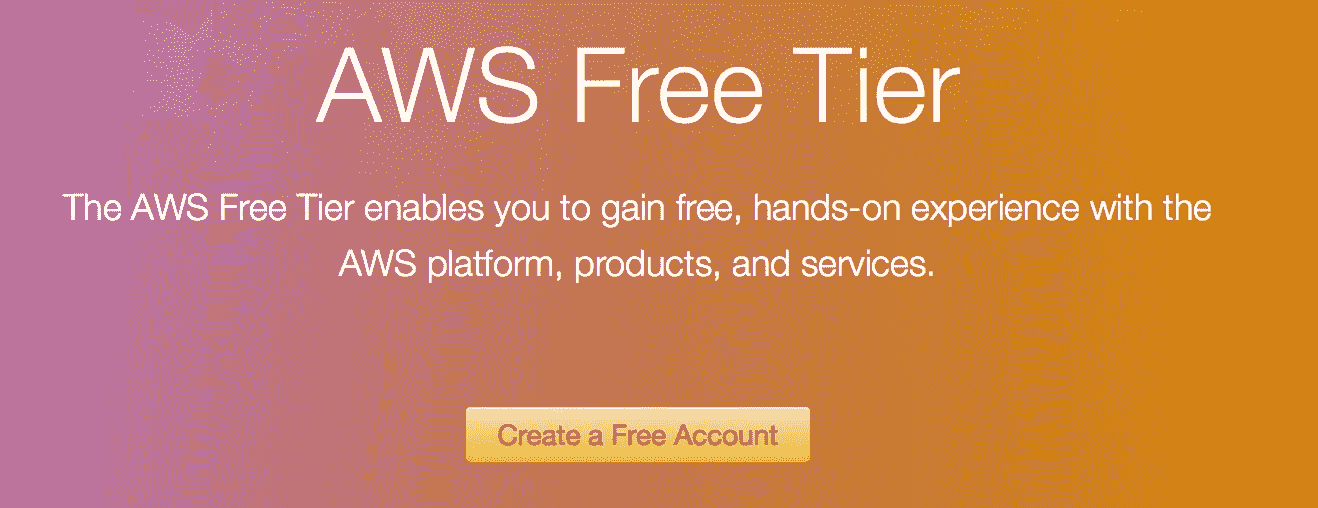 AWS Free Tier
The AWS Free Tier enables you to gain free, hands-on experience with the
AWS platform, products, and services.
Create a Free Account